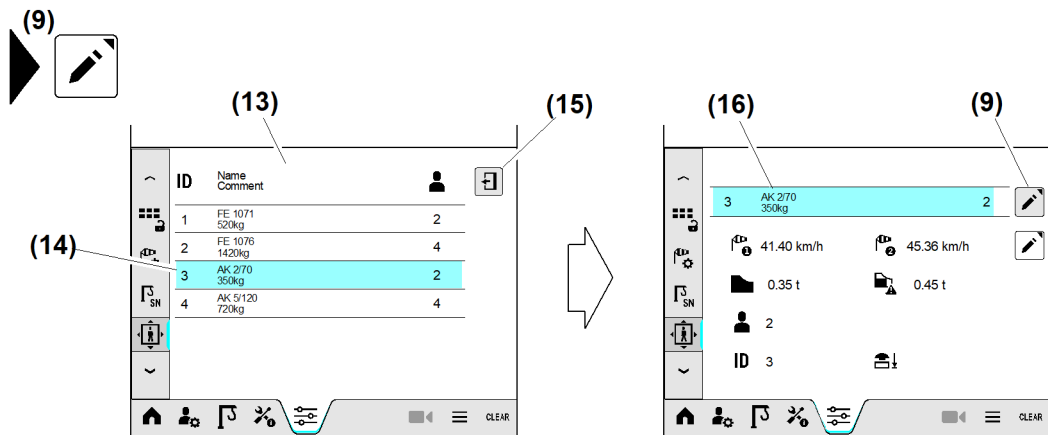 (9)
(13)
(15)
(16)
(9)
(14)
ID Name
Comment
1 FE 1071 2
520kg
2 FE 1076 4
1420kg
3 AK 2/70 2
350kg
4 AK 5/120 4
720kg
SN
CLEAR
3 AK 2/70 2
350kg
1 41.40 km/h 2 45.36 km/h
0.35 t 0.45 t
2
ID 3
SN
CLEAR